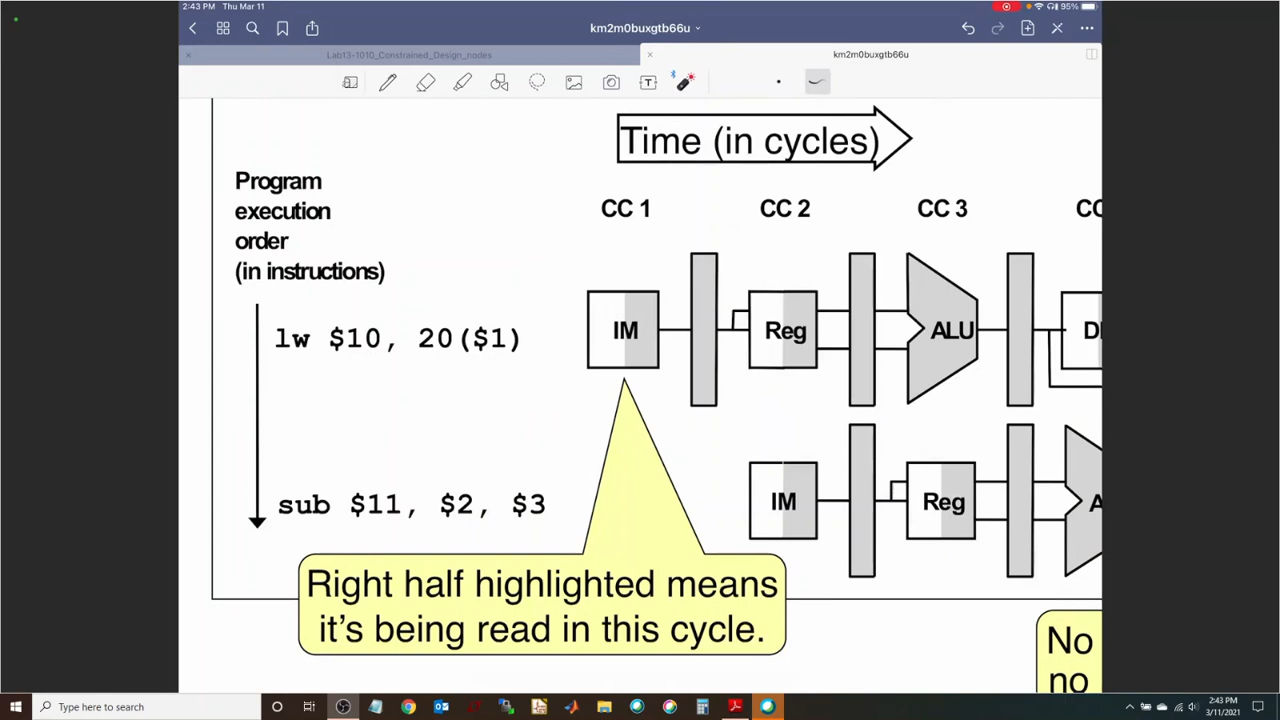 2:43 PM Thu Mar 11
95%
km2m0buxgtb66u
Lab13-1010_Constrained_Design_nodes
km2m0buxgtb66u
T
Time (in cycles)
Program
execution
order
(in instructions)
CC 1
CC 2
CC 3
CC
lw $10, 20($1)
IM
Reg
ALU
D
sub $11, $2, $3
IM
Reg
A
Right half highlighted means
it's being read in this cycle.
No
no
Type here to search
2:43 PM
3/11/2021